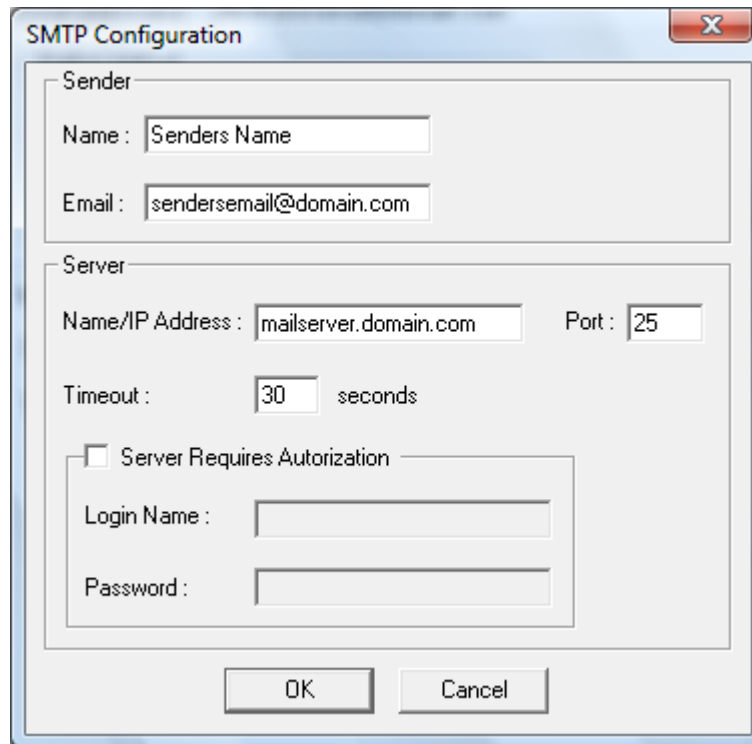 SMTP Configuration
Sender
Name : Senders Name
Email : sendersemail@domain.com
Server
Name/IP Address : mailserver.domain.com Port : 25
Timeout : 30 seconds
Server Requires Autorization
Login Name :
Password :
OK Cancel